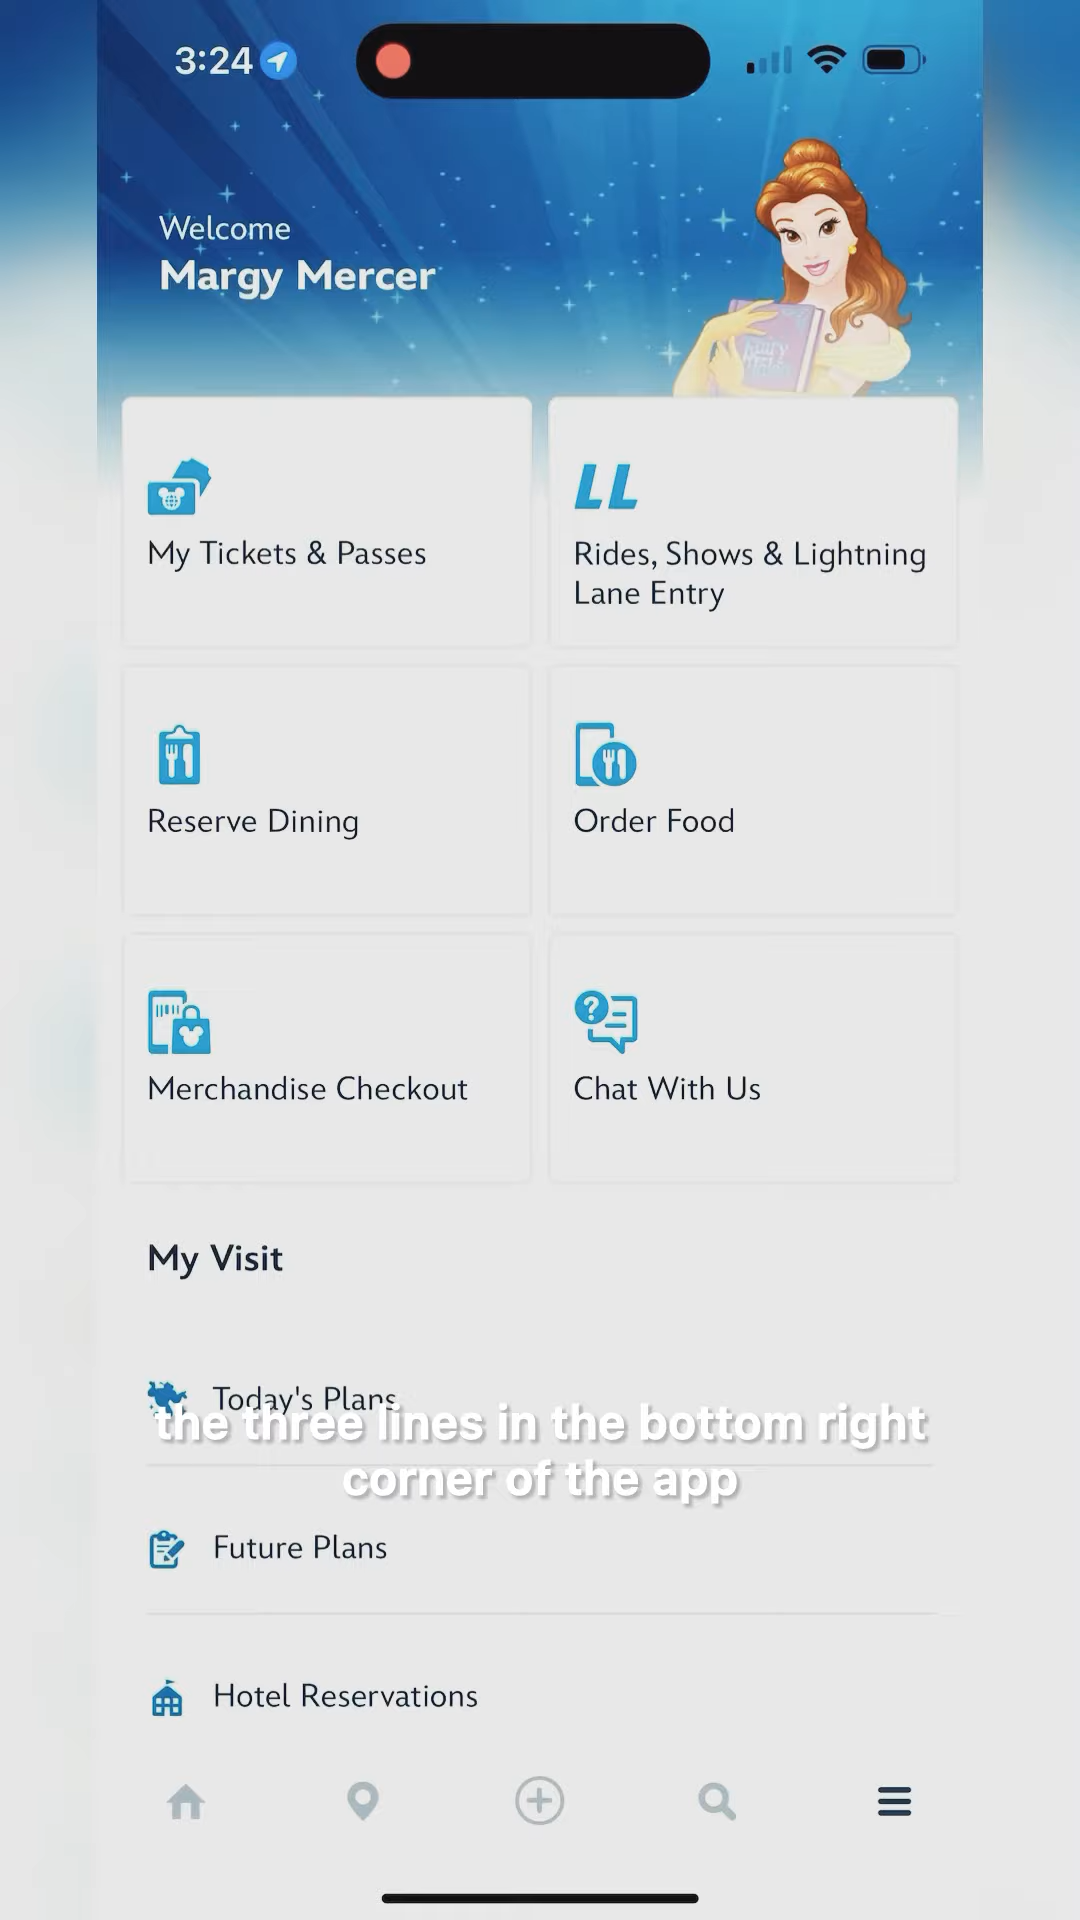 3:24
Welcome
Margy Mercer
My Tickets & Passes
LL
Rides, Shows & Lightning
Lane Entry
Reserve Dining
Order Food
Merchandise Checkout
?
Chat With Us
My Visit
Today's Plans
the three lines in the bottom right
corner of the app
Future Plans
Hotel Reservations